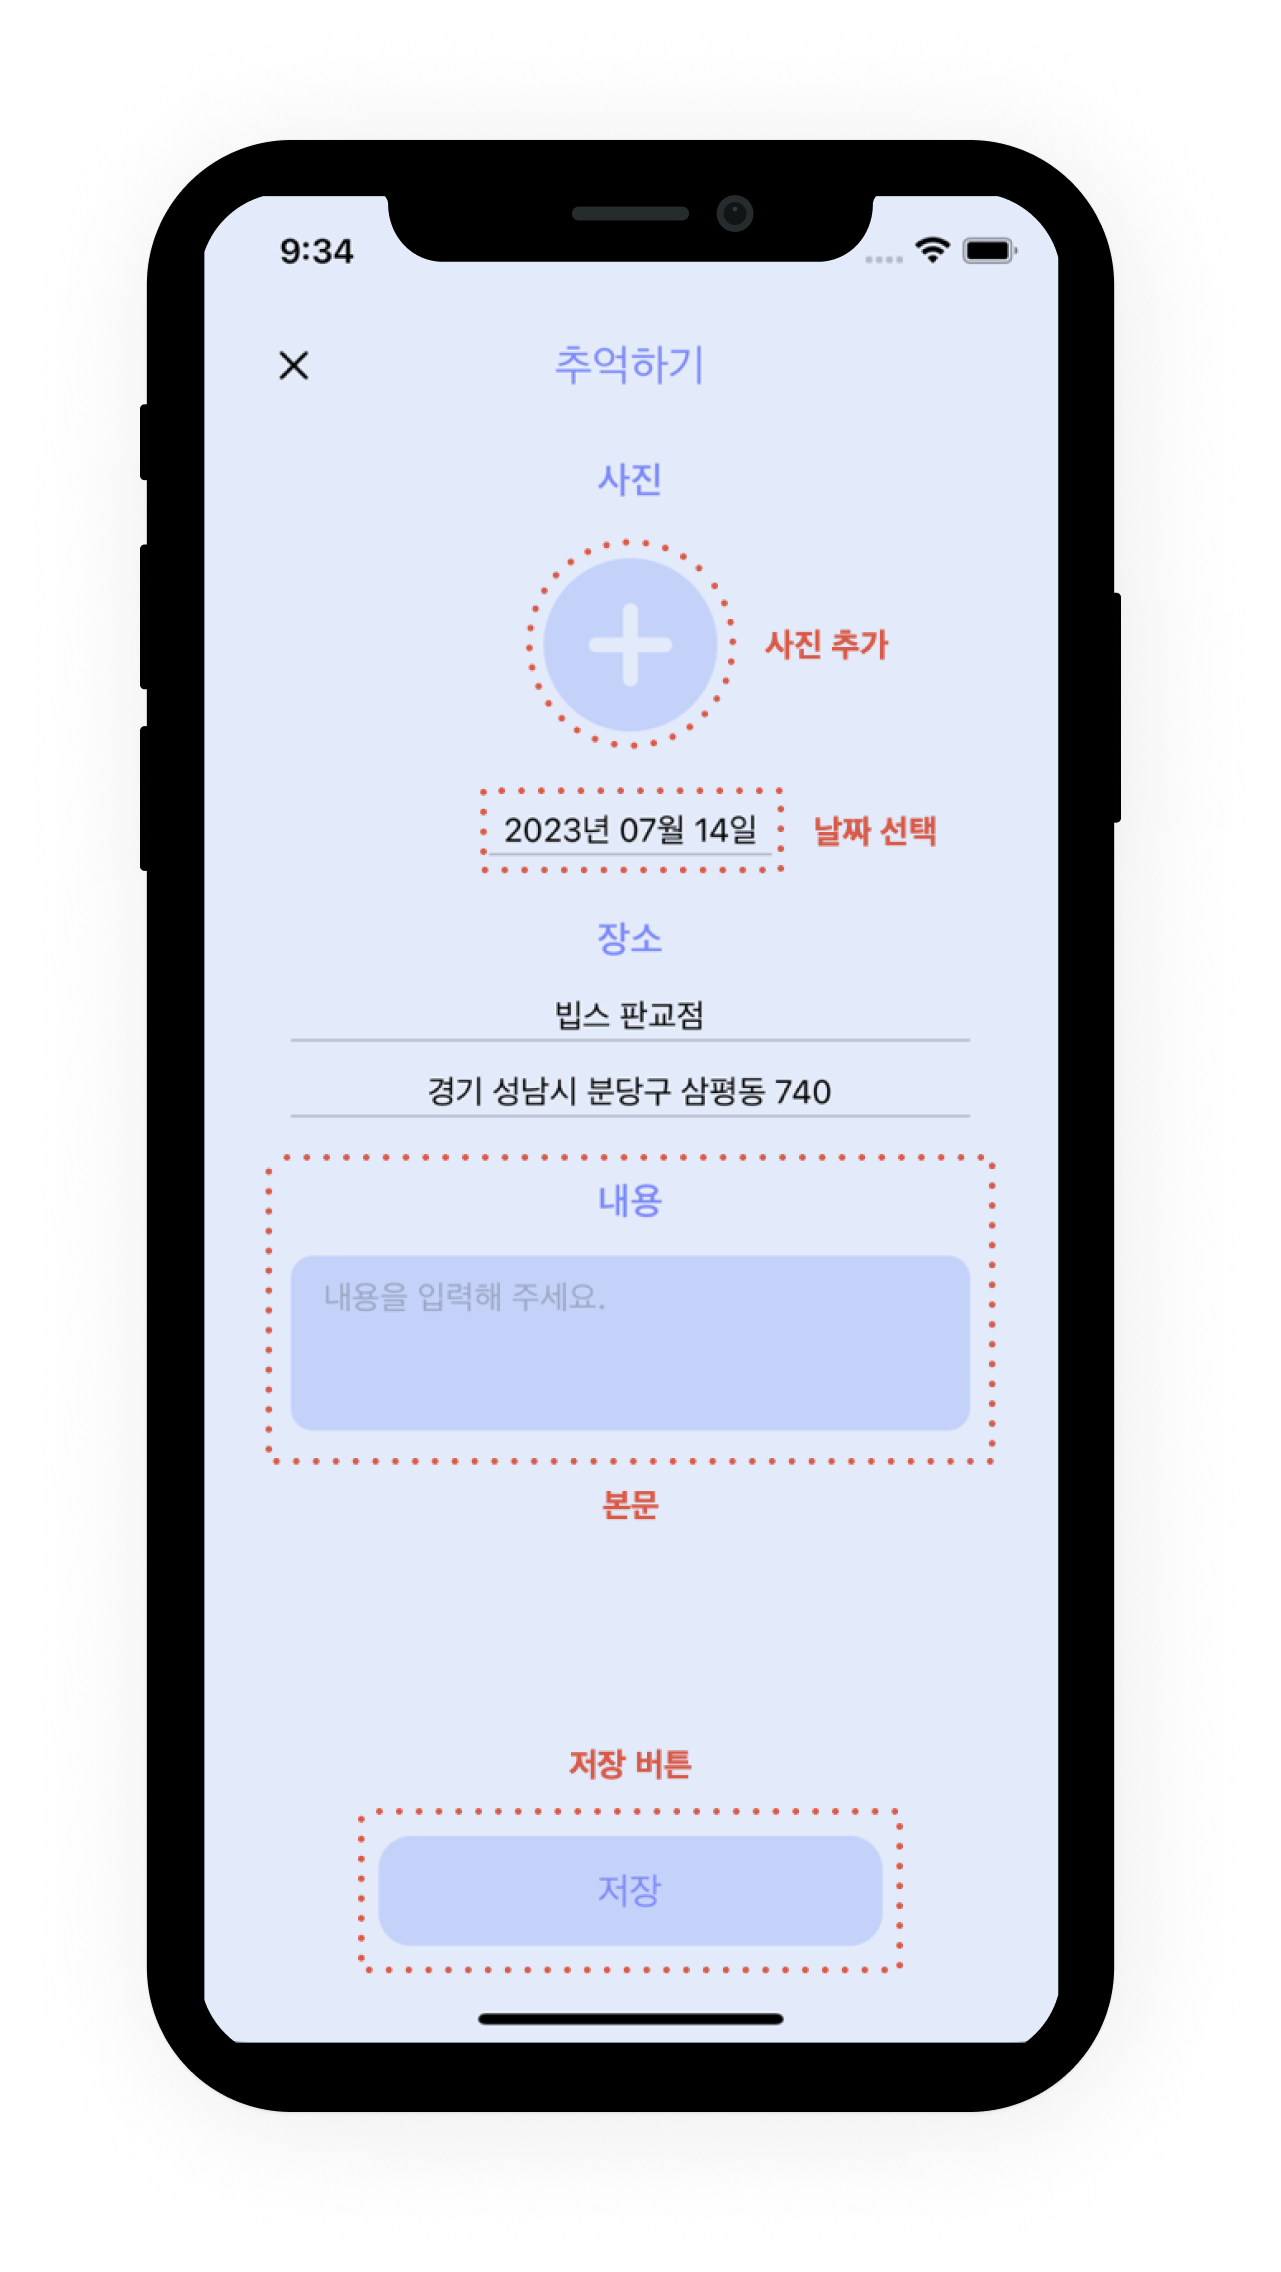 9:34
추억하기
사진
사진 추가
2023년 07월 14일
날짜 선택
장소
빕스 판교점
경기 성남시 분당구 삼평동 740
내용
내용을 입력해 주세요.
본문
저장 버튼
저장